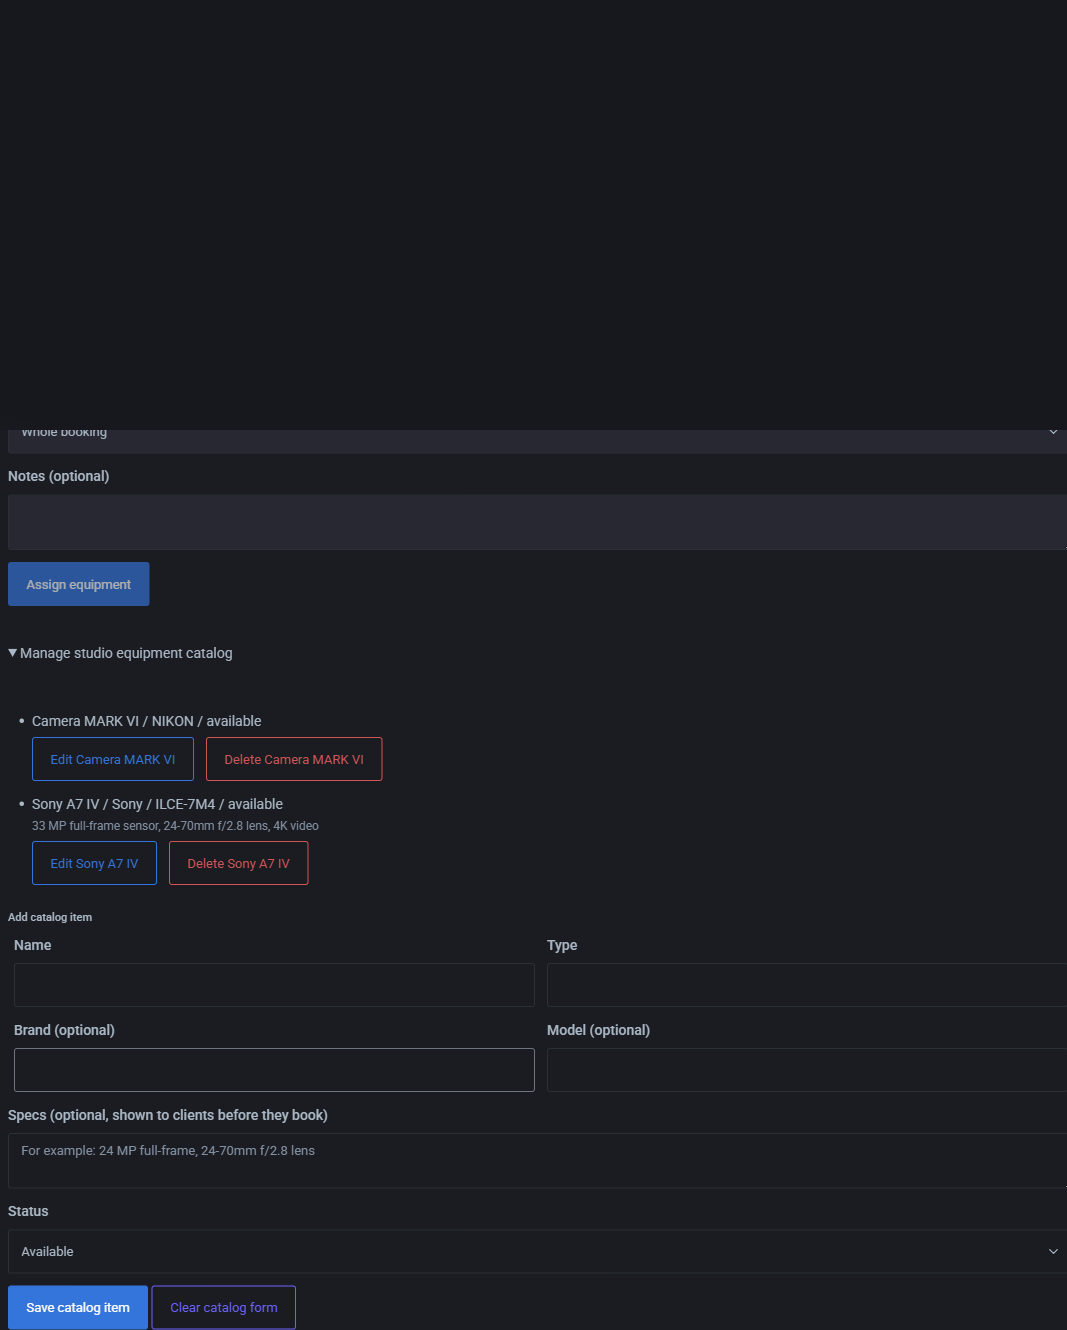 Whole booking
Notes (optional)
Assign equipment
Manage studio equipment catalog
Camera MARK VI / NIKON / available
Edit Camera MARK VI
Delete Camera MARK VI
Sony A7 IV / Sony / ILCE-7M4 / available
33 MP full-frame sensor, 24-70mm f/2.8 lens, 4K video
Edit Sony A7 IV
Delete Sony A7 IV
Add catalog item
Name
Type
Brand (optional)
Model (optional)
Specs (optional, shown to clients before they book)
For example: 24 MP full-frame, 24-70mm f/2.8 lens
Status
Available
Save catalog item
Clear catalog form